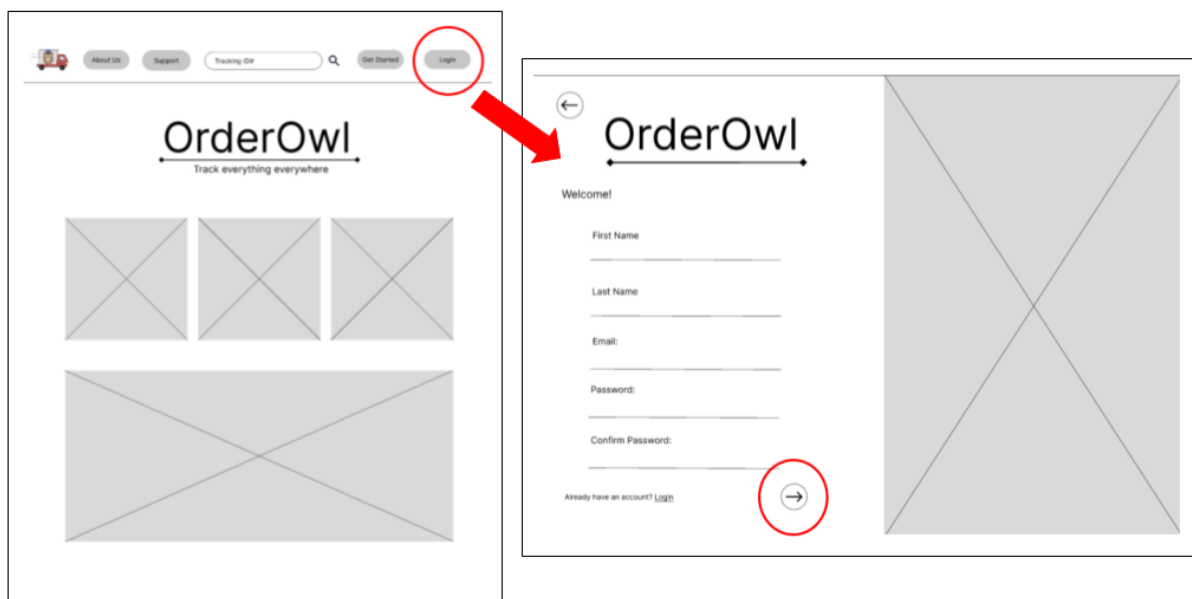 About Us
Support
Tracking ID#
Get Started
Login
OrderOwl
Track everything everywhere
OrderOwl
Welcome!
First Name
Last Name
Email:
Password:
Confirm Password:
Already have an account? Login